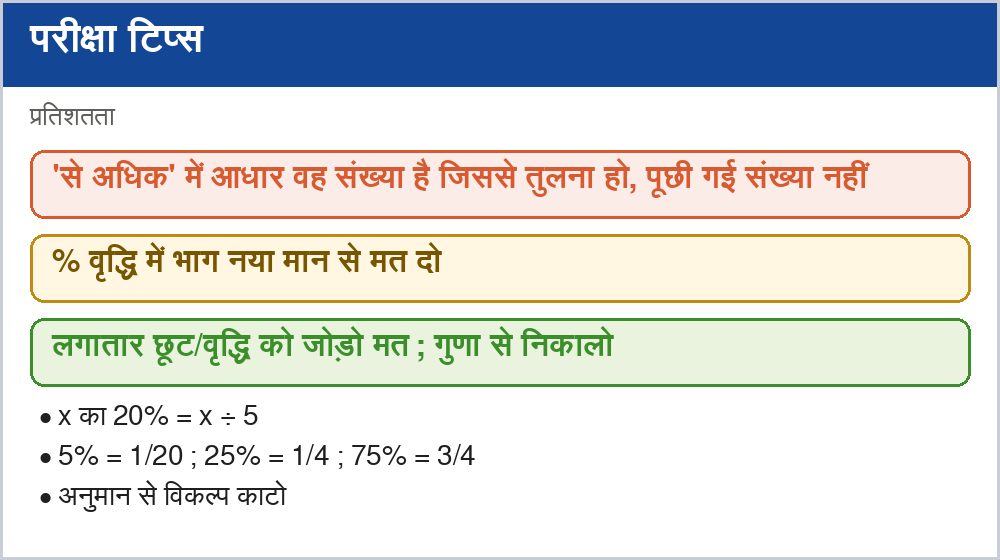 परीक्षा टिप्स
प्रतिशतता
'से अधिक' में आधार वह संख्या है जिससे तुलना हो, पूछी गई संख्या नहीं
% वृद्धि में भाग नया मान से मत दो
लगातार छूट/वृद्धि को जोड़ो मत ; गुणा से निकालो
• x का 20% = x ÷ 5
• 5% = 1/20 ; 25% = 1/4 ; 75% = 3/4
• अनुमान से विकल्प काटो